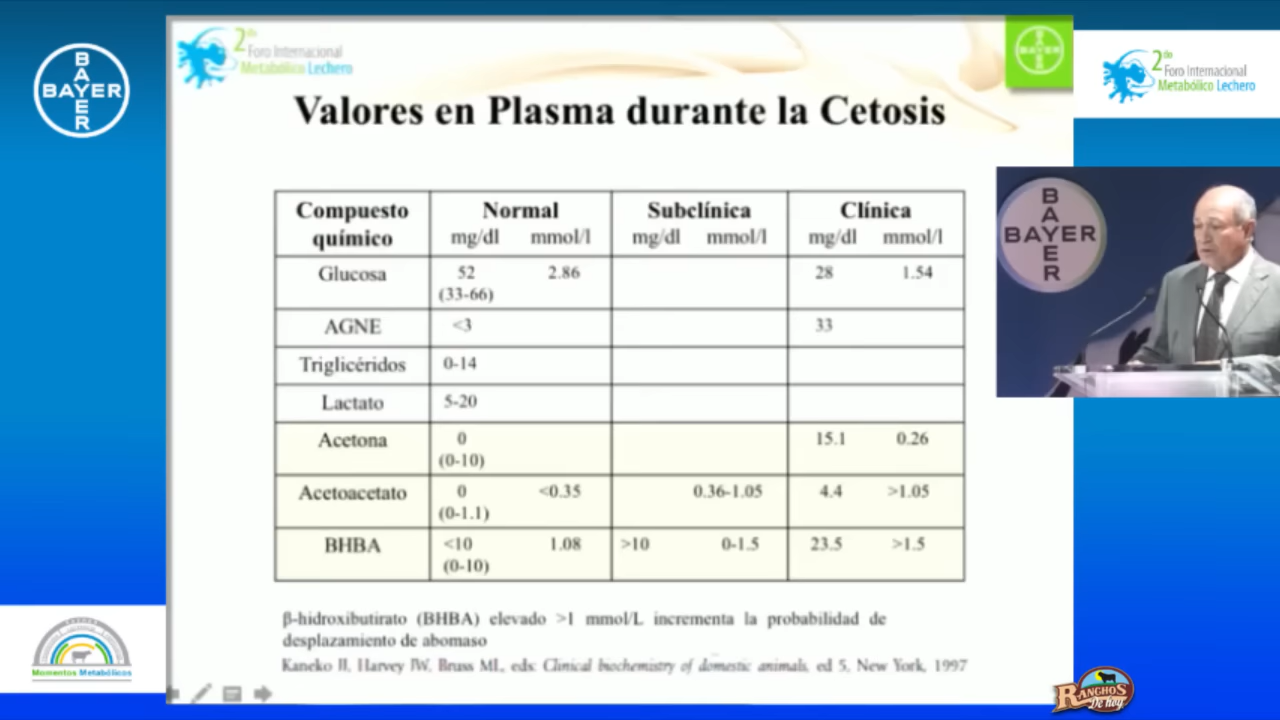 BAYER
BAYER
2do
Foro Internacional
Metabólico Lechero
BAYER
BAYER
2do
Foro Internacional
Metabólico Lechero
Valores en Plasma durante la Cetosis
Compuesto químico Normal mg/dl mmol/l Subclínica mg/dl mmol/l Clínica mg/dl mmol/l
Glucosa 52 (33-66) 2.86 28 1.54
AGNE <3 33
Triglicéridos 0-14
Lactato 5-20
Acetona 0 (0-10) 15.1 0.26
Acetoacetato 0 (0-1.1) <0.35 0.36-1.05 4.4 >1.05
BHBA <10 (0-10) 1.08 >10 0-1.5 23.5 >1.5
β-hidroxibutirato (BHBA) elevado >1 mmol/L incrementa la probabilidad de
desplazamiento de abomaso
Kaneko JJ, Harvey JW, Bruss ML, eds: Clinical biochemistry of domestic animals, ed 5, New York, 1997
BAYER
BAYER
Momentos Metabólicos
RANCHOS
De hoy